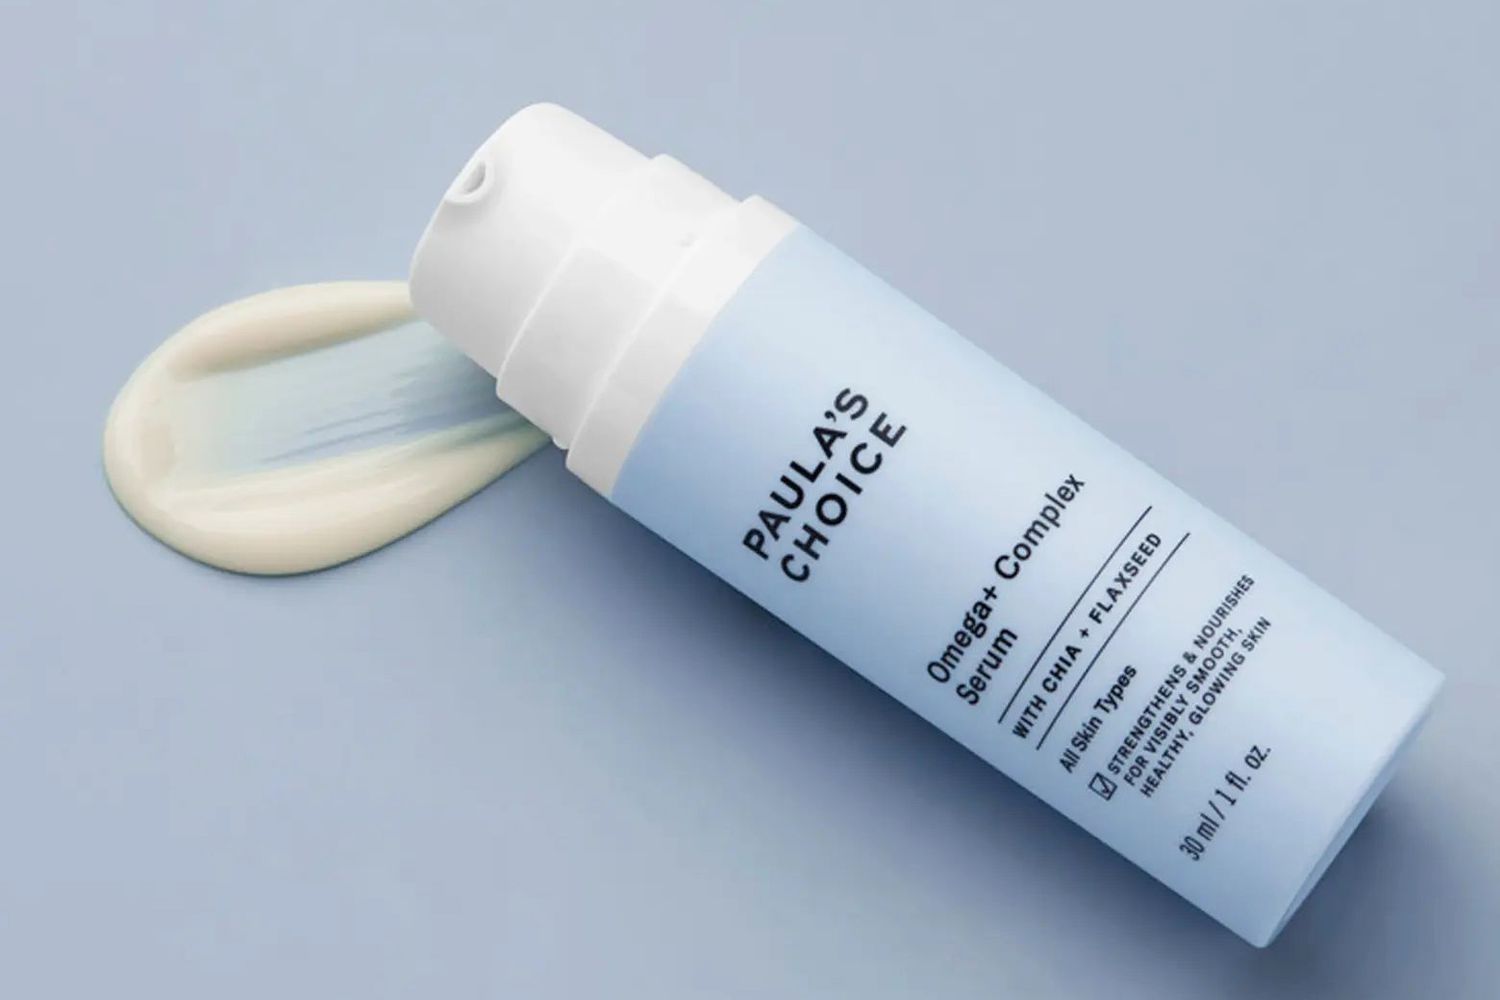 PAULA'S
CHOICE
Omega+ Complex
Serum
WITH CHIA + FLAXSEED
All Skin Types
STRENGTHENS & NOURISHES
FOR VISIBLY SMOOTH,
HEALTHY, GLOWING SKIN
30 ml / 1 fl. oz.